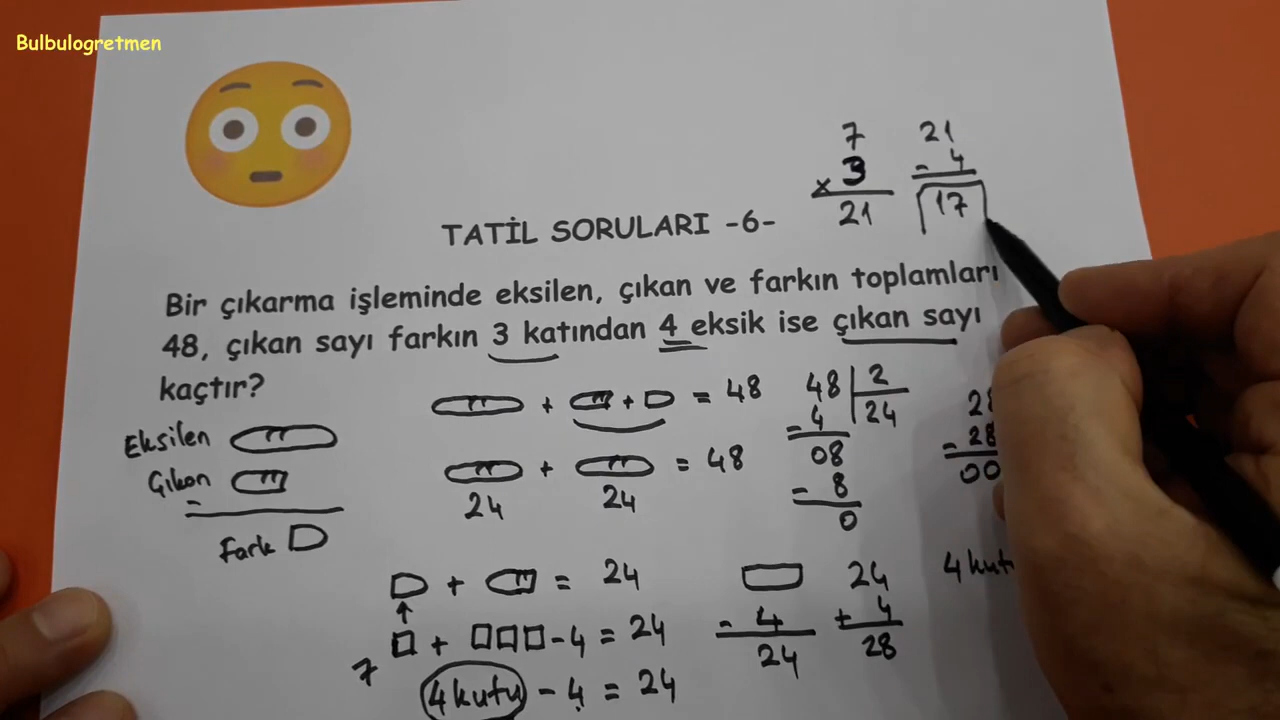 Bulbulogretmen
7
x 3
21
21
- 4
17
TATİL SORULARI -6-
Bir çıkarma işleminde eksilen, çıkan ve farkın toplamları
48, çıkan sayı farkın 3 katından 4 eksik ise çıkan sayı
kaçtır?
Eksilen
Çıkan
-
Fark
+ + = 48
+ = 48
24 24
48 2
- 4 24
08
- 8
0
- 28
00
+ = 24
+ - 4 = 24
7
4 kutu - 4 = 24
- 4
24
24
+ 4
28